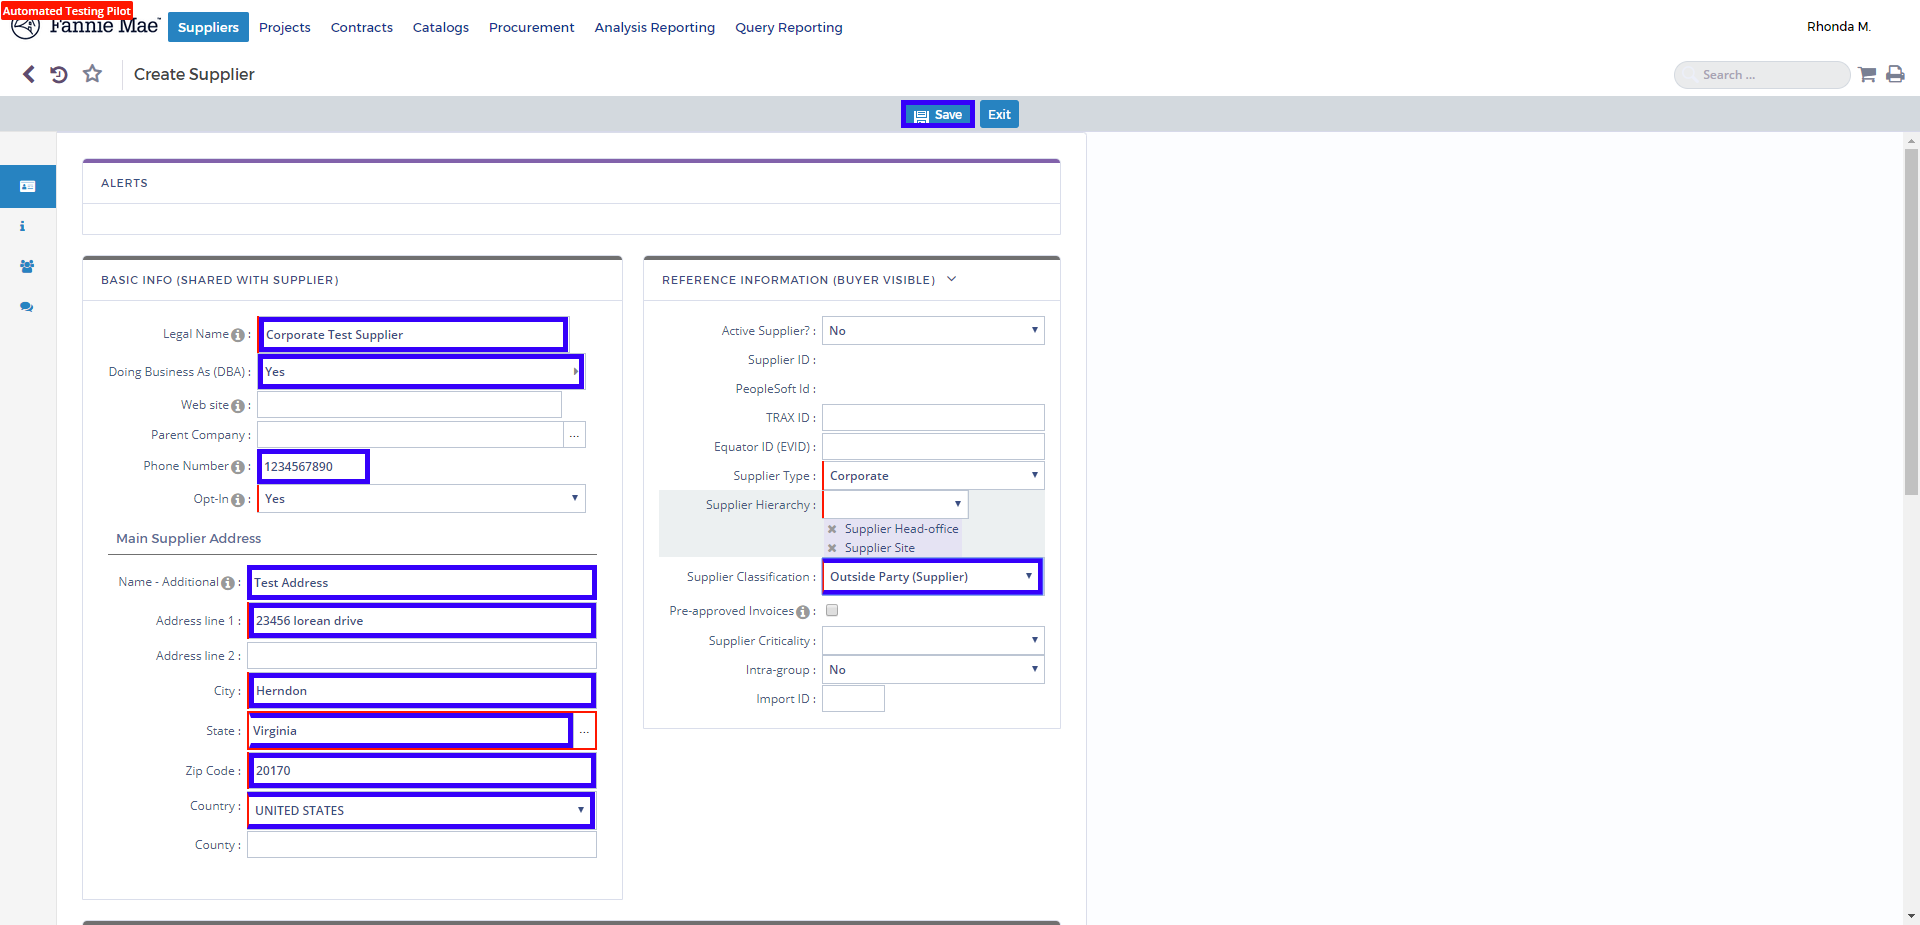 Automated Testing Pilot
Fannie Mae
Suppliers Projects Contracts Catalogs Procurement Analysis Reporting Query Reporting
Rhonda M.
Create Supplier
Search ...
Save Exit
ALERTS
BASIC INFO (SHARED WITH SUPPLIER)
Legal Name : Corporate Test Supplier
Doing Business As (DBA) : Yes
Web site :
Parent Company : ...
Phone Number : 1234567890
Opt-In : Yes
Main Supplier Address
Name - Additional : Test Address
Address line 1 : 23456 lorean drive
Address line 2 :
City : Herndon
State : Virginia ...
Zip Code : 20170
Country : UNITED STATES
County :
REFERENCE INFORMATION (BUYER VISIBLE)
Active Supplier? : No
Supplier ID :
PeopleSoft Id :
TRAX ID :
Equator ID (EVID) :
Supplier Type : Corporate
Supplier Hierarchy :
Supplier Head-office
Supplier Site
Supplier Classification : Outside Party (Supplier)
Pre-approved Invoices :
Supplier Criticality :
Intra-group : No
Import ID :